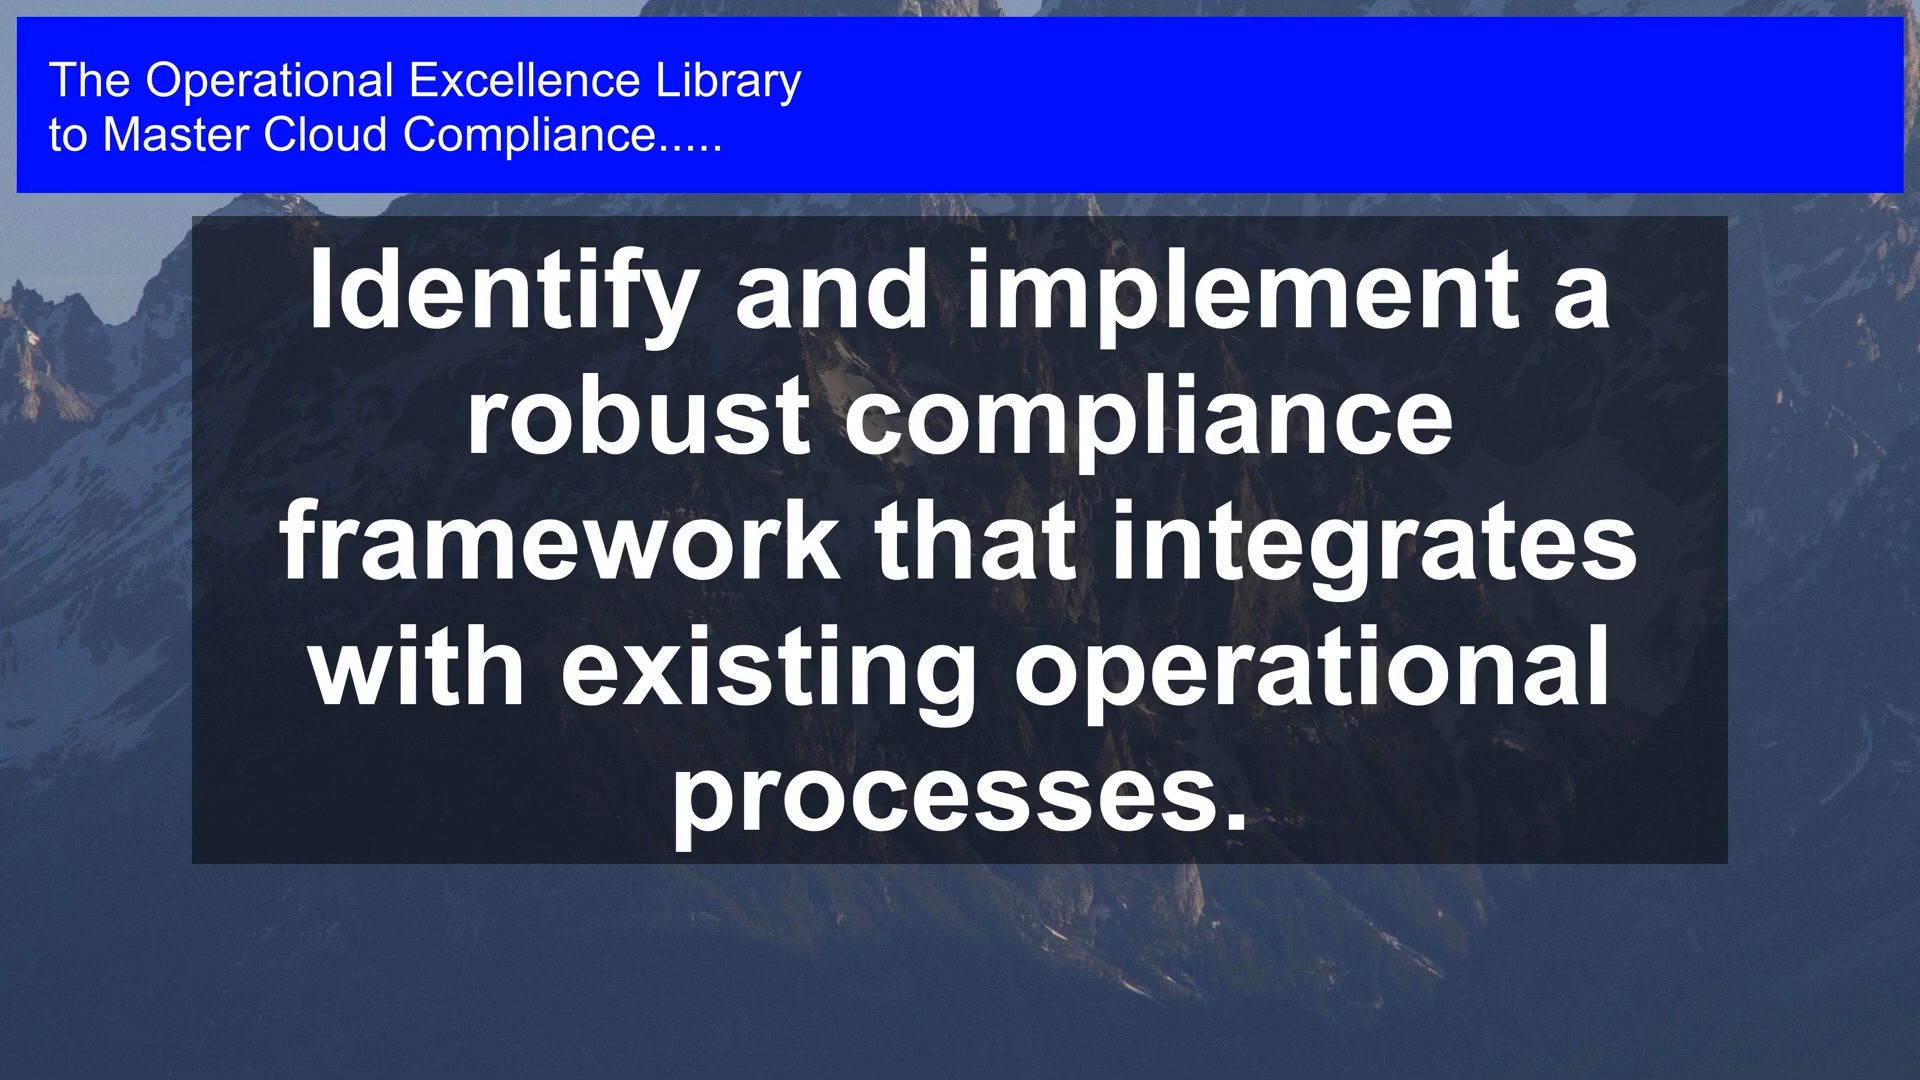 The Operational Excellence Library
to Master Cloud Compliance.....
Identify and implement a
robust compliance
framework that integrates
with existing operational
processes.